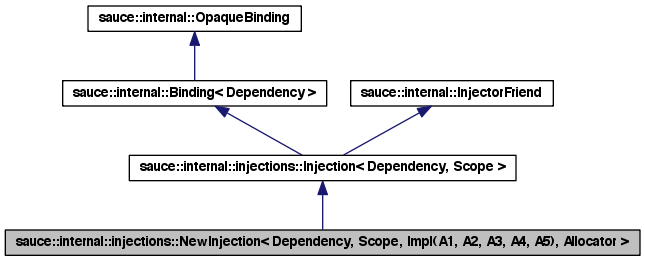 sauce::internal::OpaqueBinding
sauce::internal::Binding< Dependency >
sauce::internal::InjectorFriend
sauce::internal::injections::Injection< Dependency, Scope >
sauce::internal::injections::NewInjection< Dependency, Scope, Impl( A1, A2, A3, A4, A5), Allocator >